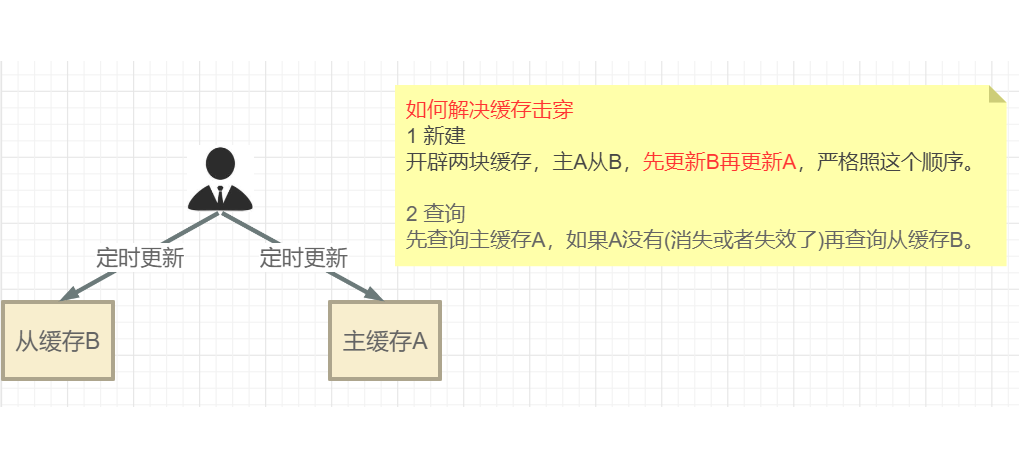 如何解决缓存击穿
1 新建
开辟两块缓存，主A从B，先更新B再更新A，严格照这个顺序。
2 查询
先查询主缓存A，如果A没有(消失或者失效了)再查询从缓存B。
定时更新
定时更新
从缓存B
主缓存A